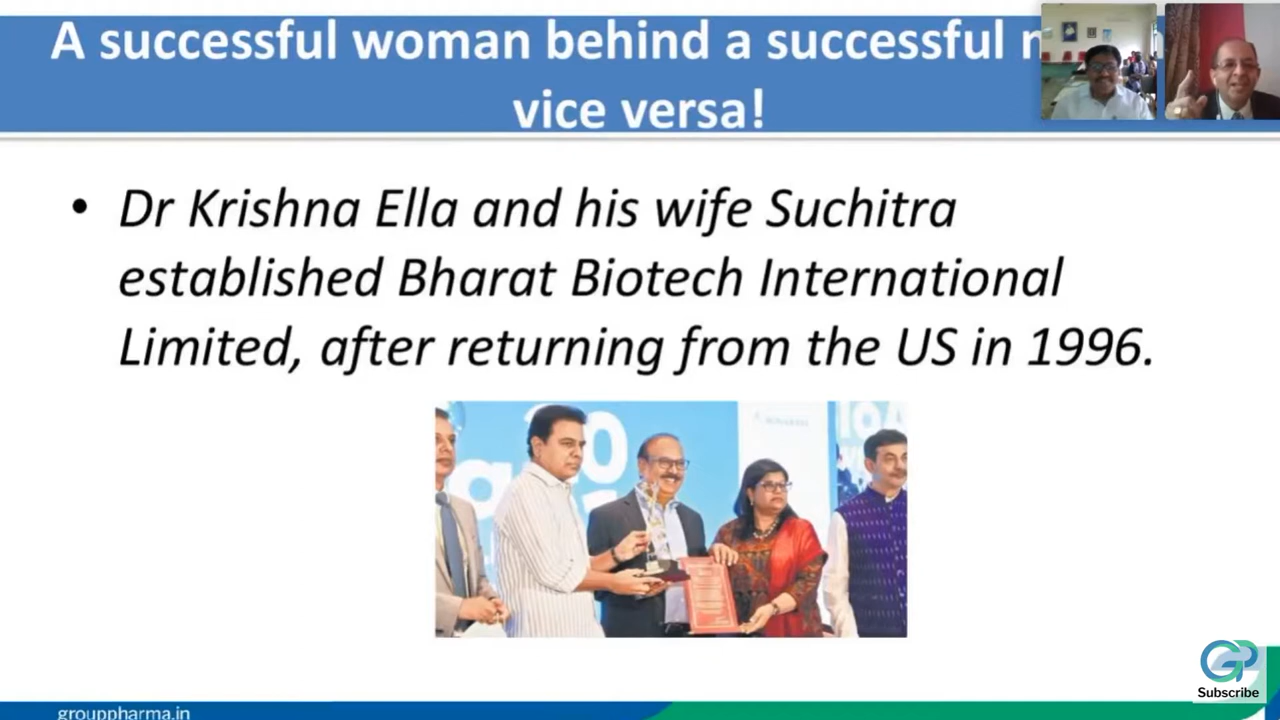 A successful woman behind a successful
vice versa!
• Dr Krishna Ella and his wife Suchitra
established Bharat Biotech International
Limited, after returning from the US in 1996.
GP
Subscribe
grouppharma.in